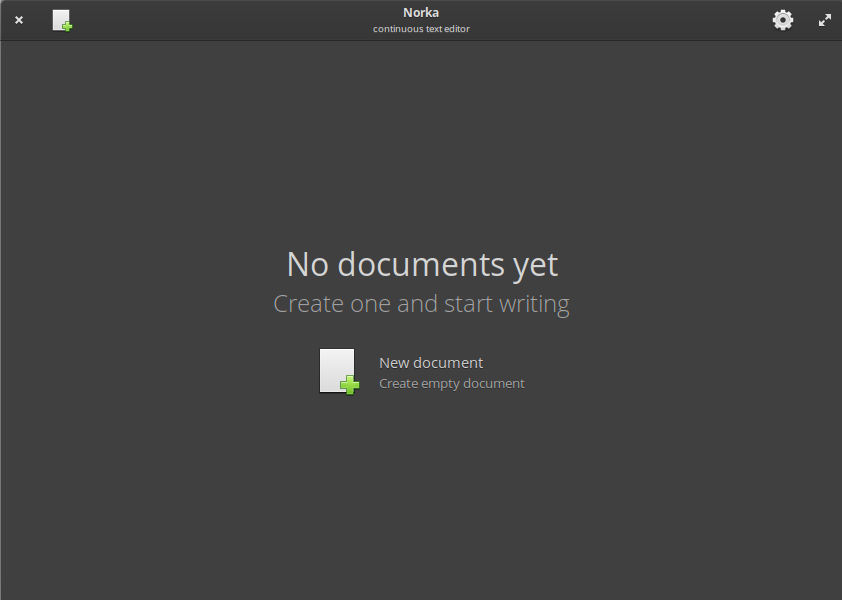 Norka
continuous text editor
No documents yet
Create one and start writing
New document
Create empty document